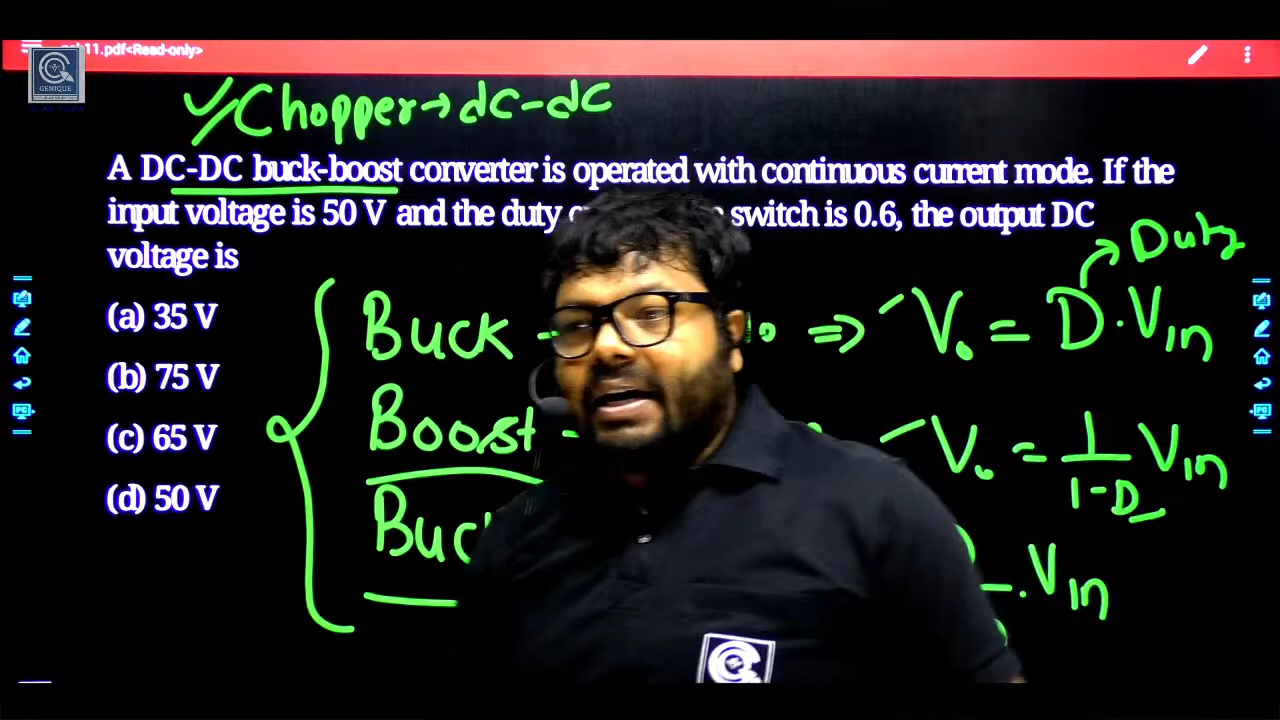 11.pdf<Read-only>
GENIQUE
Chopper → dC-dC
A DC-DC buck-boost converter is operated with continuous current mode. If the
input voltage is 50 V and the duty switch is 0.6, the output DC
voltage is
Duty
(a) 35 V
Buck ⇒ V₀ = D·Vin
(b) 75 V
(c) 65 V
Boost V₀ = 1/1-D Vin
(d) 50 V
Buc . Vin